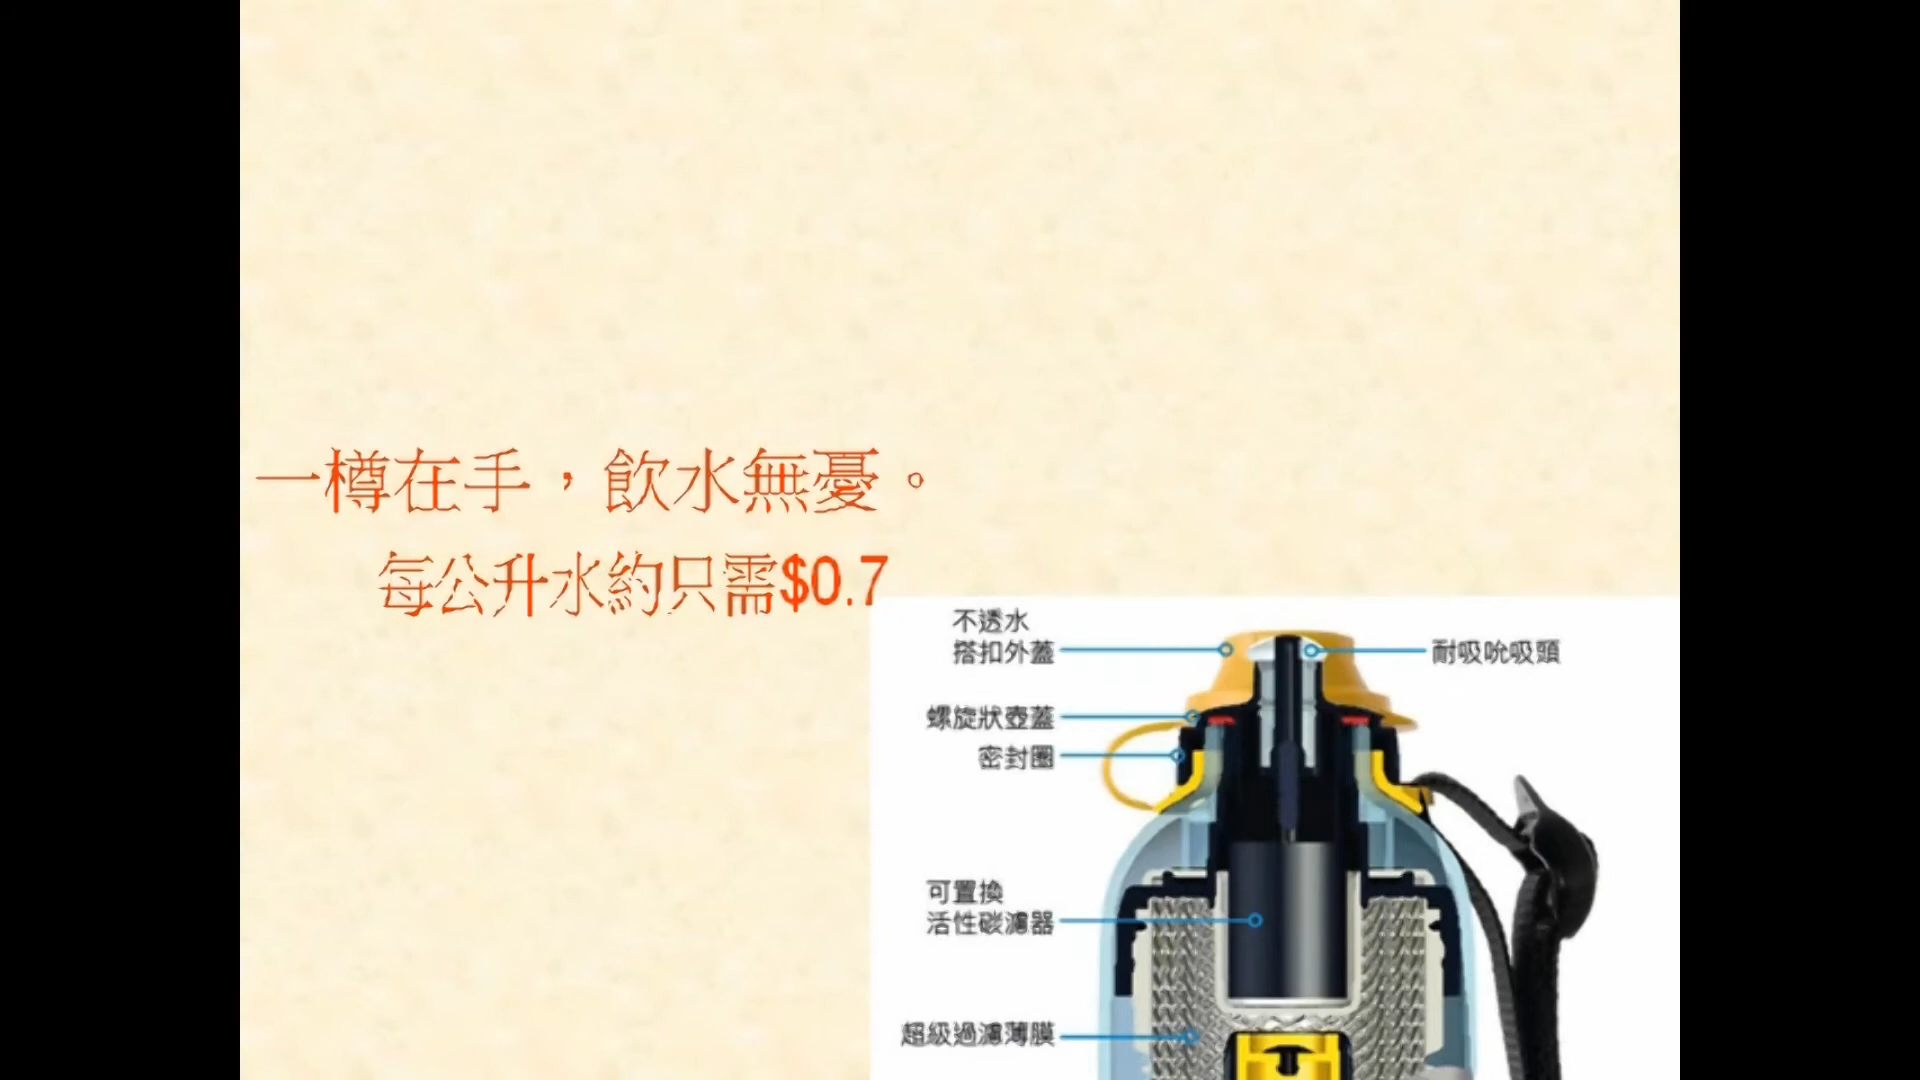 一樽在手，飲水無憂。
每公升水約只需$0.7
不透水
搭扣外蓋
耐吸吮吸頭
螺旋狀壺蓋
密封圈
可置換
活性碳濾器
超級過濾薄膜